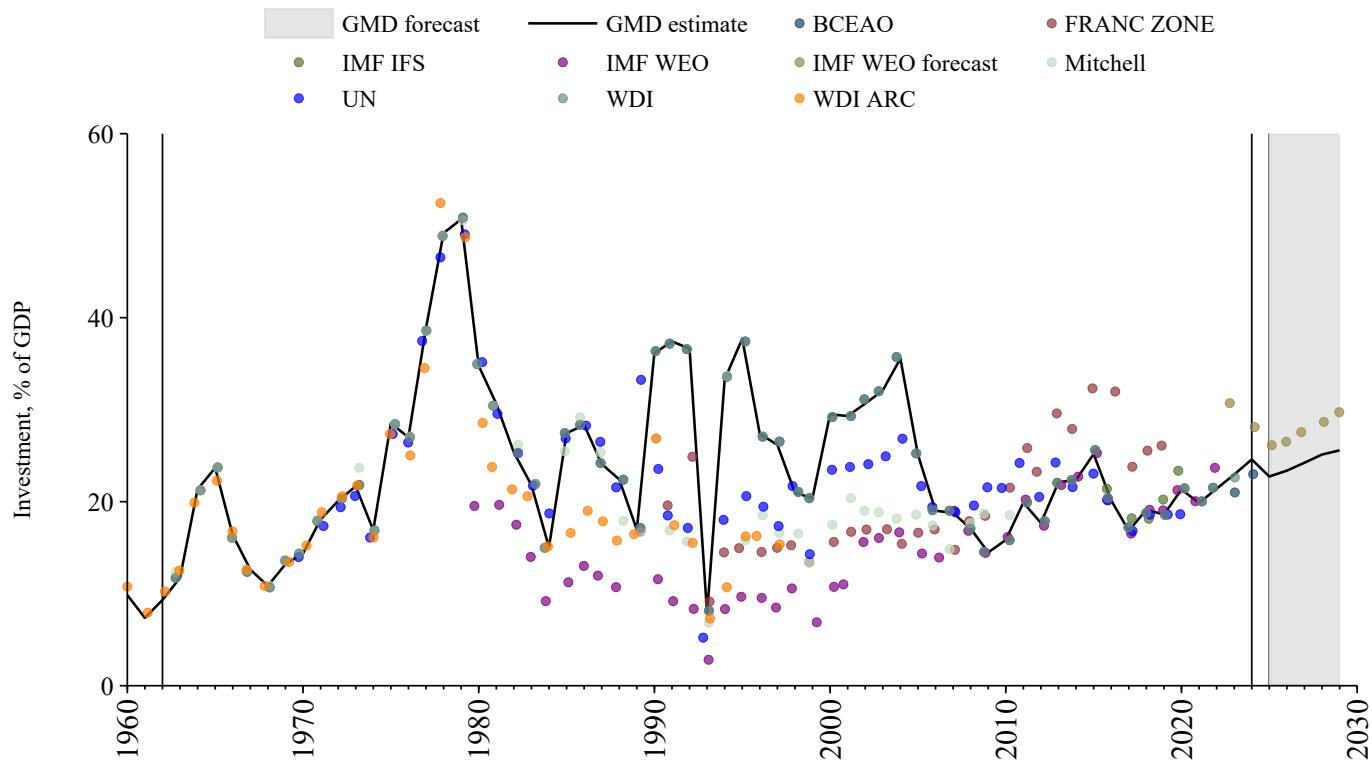 GMD forecast GMD estimate BCEAO FRANC ZONE
IMF IFS IMF WEO IMF WEO forecast Mitchell
UN WDI WDI ARC
Investment, % of GDP
60
40
20
0
1960 1970 1980 1990 2000 2010 2020 2030